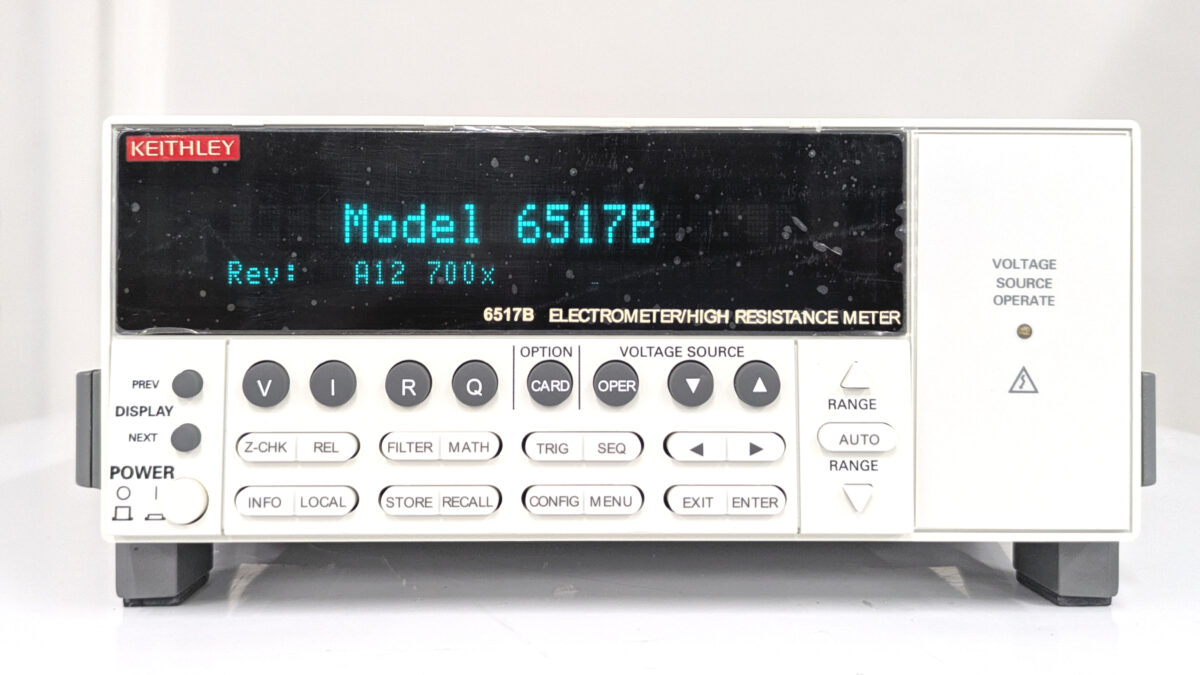 KEITHLEY
Model 6517B
Rev: A12 700x
6517B ELECTROMETER/HIGH RESISTANCE METER
VOLTAGE
SOURCE
OPERATE
OPTION
VOLTAGE SOURCE
PREV
DISPLAY
NEXT
POWER
V I R Q CARD OPER
Z-CHK REL FILTER MATH TRIG SEQ
INFO LOCAL STORE RECALL CONFIG MENU EXIT ENTER
RANGE
AUTO
RANGE